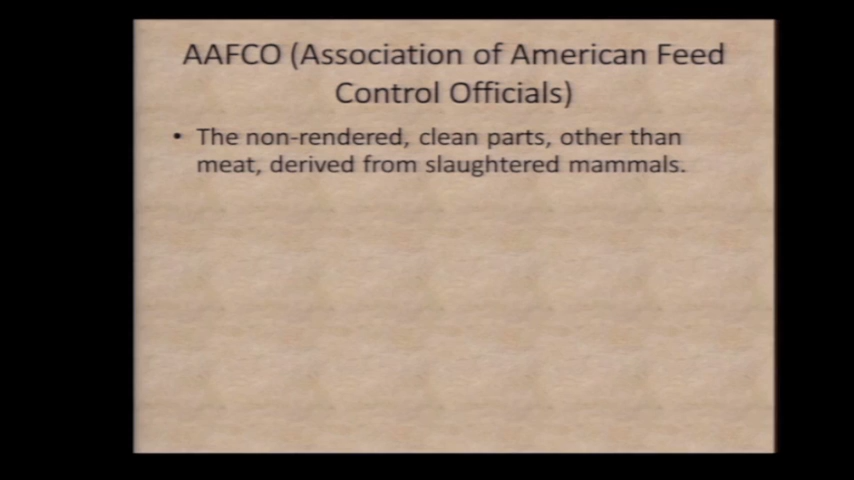 AAFCO (Association of American Feed
Control Officials)
• The non-rendered, clean parts, other than
meat, derived from slaughtered mammals.